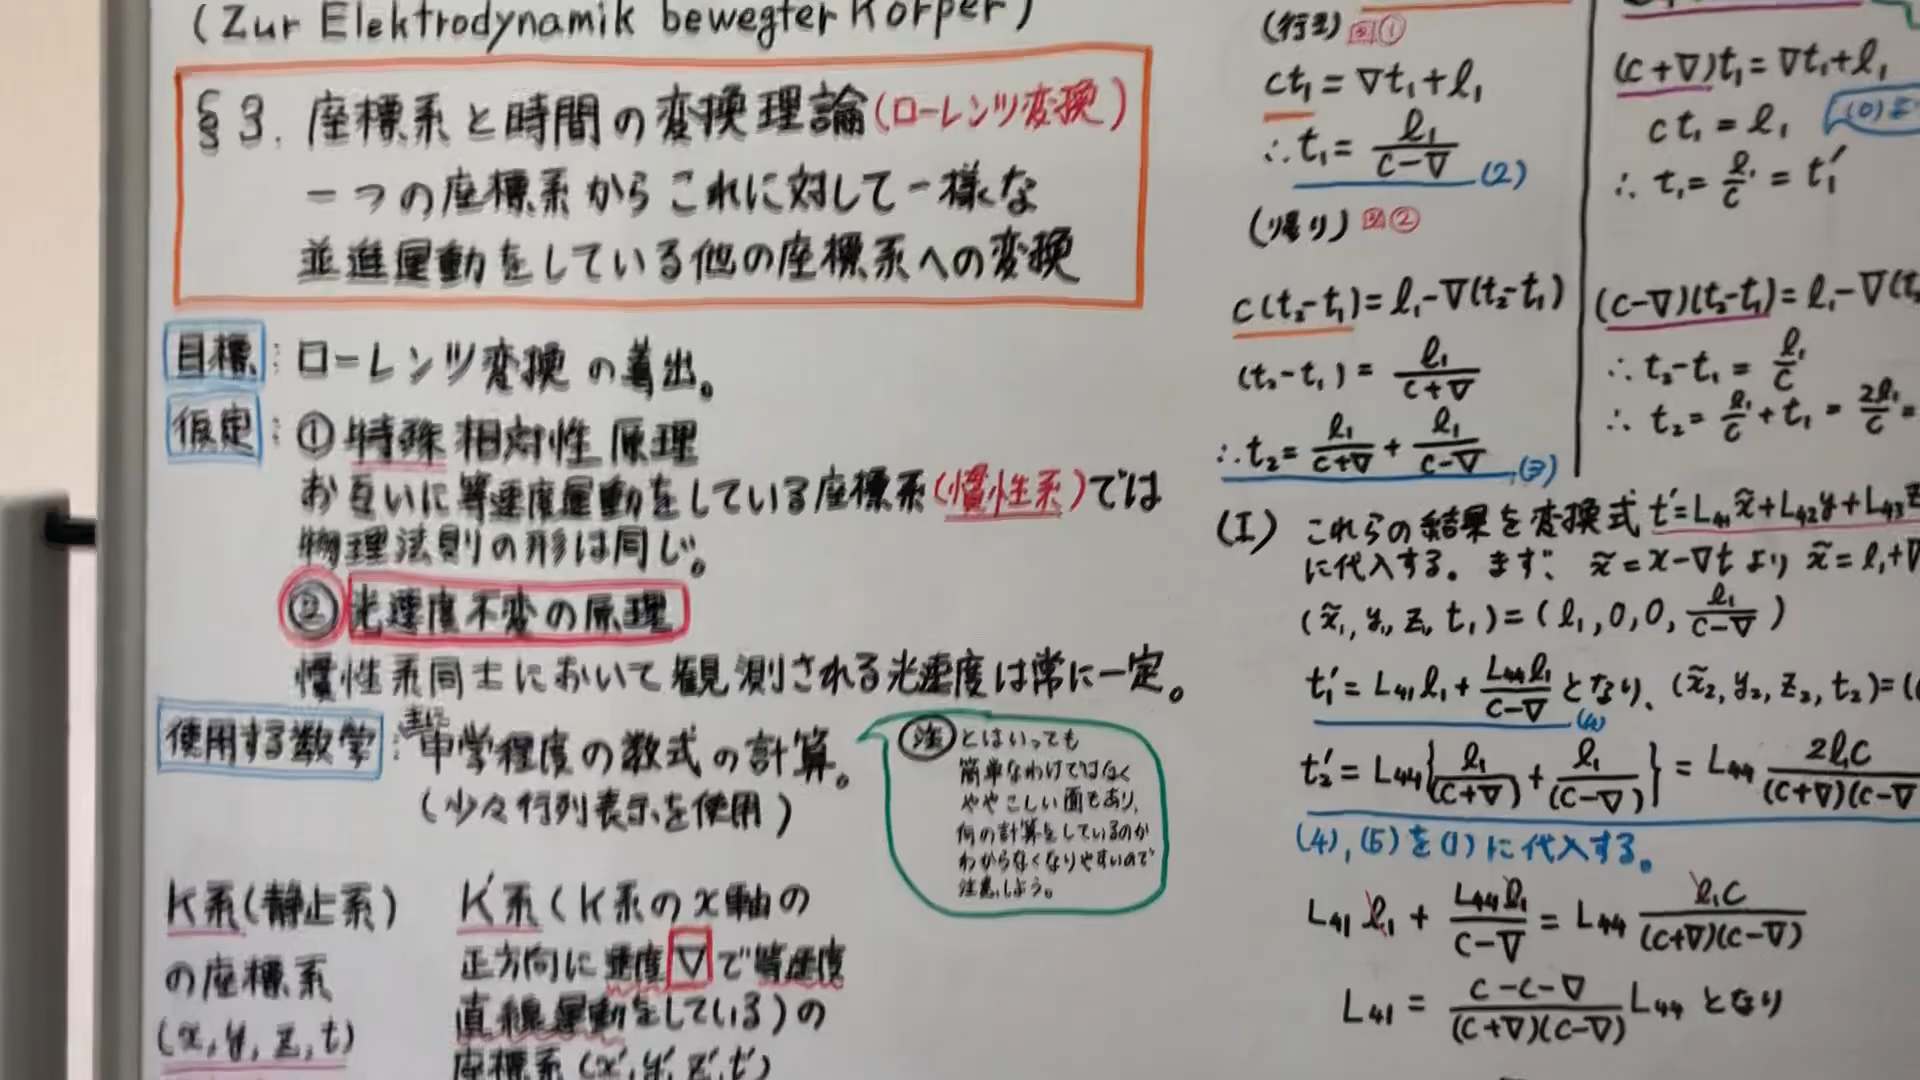 (Zur Elektrodynamik bewegter Körper)
§3. 座標系と時間の変換理論(ローレンツ変換)
一つの座標系からこれに対して一様な
並進運動をしている他の座標系への変換
目標:ローレンツ変換の導出。
仮定:①特殊相対性原理
お互いに等速度運動をしている座標系(慣性系)では
物理法則の形は同じ。
②光速度不変の原理
慣性系同士において観測される光速度は常に一定。
使用する数学:主に中学程度の数式の計算。
(少々行列表示を使用)
注 とはいっても
簡単なわけではなく
ややこしい面もあり、
何の計算をしているのか
わからなくなりやすいので
注意しよう。
K系(静止系)
の座標系
(x, y, z, t)
K'系(K系のx軸の
正方向に速度▽で等速度
直線運動をしている)の
座標系(x', y', z', t')
(行き)図①
ct₁ = ▽t₁+ℓ₁
∴ t₁ = ℓ₁/(c-▽) (2)
(帰り)図②
c(t₂-t₁)=ℓ₁-▽(t₂-t₁)
(t₂-t₁) = ℓ₁/(c+▽)
∴ t₂ = ℓ₁/(c+▽) + ℓ₁/(c-▽) (3)
(c+▽)t₁ = ▽t₁+ℓ₁
ct₁ = ℓ₁
(0)
∴ t₁ = ℓ₁/c = t₁'
(c-▽)(t₂-t₁)=ℓ₁-▽(t₂
∴ t₂-t₁ = ℓ₁/c
∴ t₂ = ℓ₁/c + t₁ = 2ℓ₁/c =
(I) これらの結果を変換式 t'=L₄₁x̃+L₄₂y+L₄₃z
に代入する。まず、 x̃=x-▽t より x̃=ℓ₁+▽
(x̃₁, y₁, z₁, t₁)=(ℓ₁, 0, 0, ℓ₁/(c-▽))
t₁' = L₄₁ℓ₁ + L₄₄ℓ₁/(c-▽) となり、(x̃₂, y₂, z₂, t₂)=(
(4)
t₂' = L₄₄{ℓ₁/(c+▽) + ℓ₁/(c-▽)} = L₄₄ 2ℓ₁c/(c+▽)(c-▽
(4), (5)を(1)に代入する。
L₄₁ℓ₁ + L₄₄ℓ₁/(c-▽) = L₄₄ ℓ₁c/(c+▽)(c-▽)
L₄₁ = (c-c-▽)/(c+▽)(c-▽) L₄₄ となり